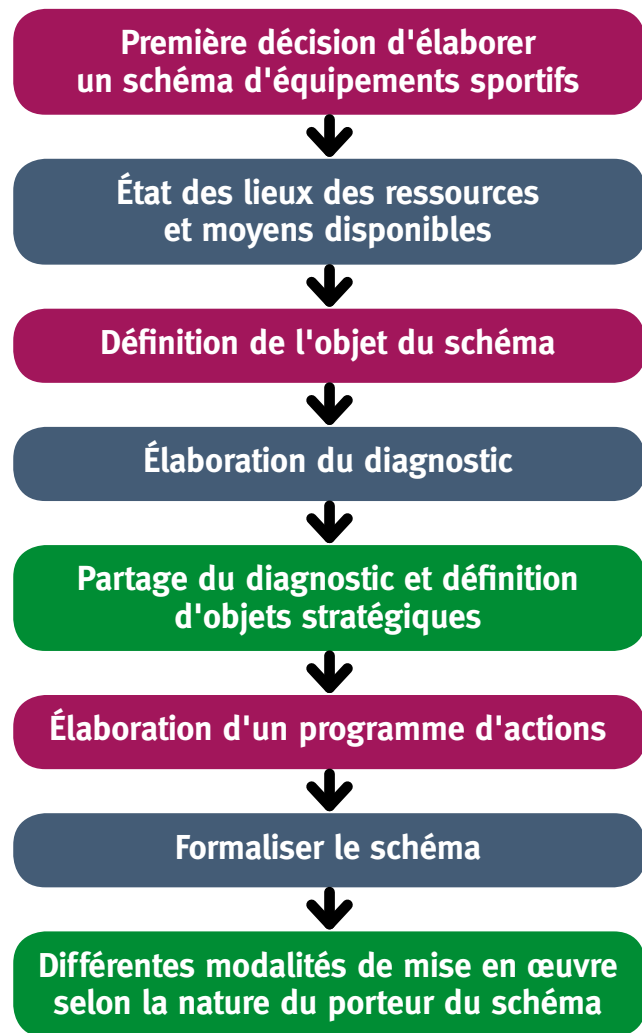 Première décision d'élaborer
un schéma d'équipements sportifs
État des lieux des ressources
et moyens disponibles
Définition de l'objet du schéma
Élaboration du diagnostic
Partage du diagnostic et définition
d'objets stratégiques
Élaboration d'un programme d'actions
Formaliser le schéma
Différentes modalités de mise en œuvre
selon la nature du porteur du schéma